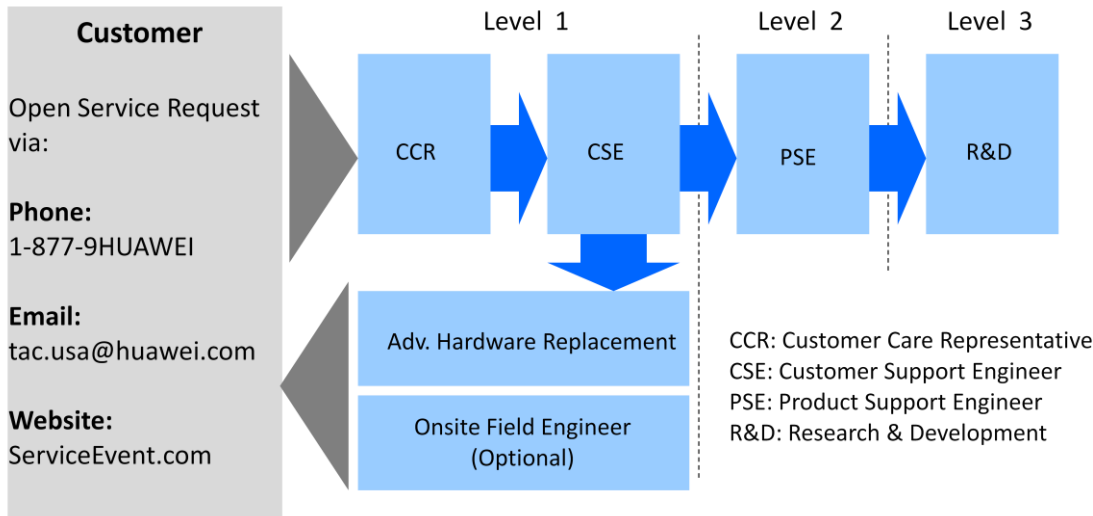 Customer
Open Service Request
via:
Phone:
1-877-9HUAWEI
Email:
tac.usa@huawei.com
Website:
ServiceEvent.com
Level 1
Level 2
Level 3
CCR
CSE
PSE
R&D
Adv. Hardware Replacement
Onsite Field Engineer
(Optional)
CCR: Customer Care Representative
CSE: Customer Support Engineer
PSE: Product Support Engineer
R&D: Research & Development